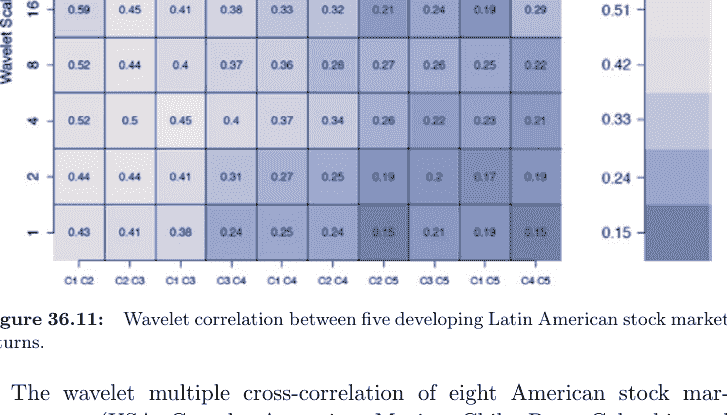 Wavelet Scal
16 0.59 0.45 0.41 0.38 0.33 0.32 0.21 0.24 0.19 0.29 0.51
8 0.52 0.44 0.4 0.37 0.36 0.28 0.27 0.26 0.25 0.22 0.42
4 0.52 0.5 0.45 0.4 0.37 0.34 0.26 0.22 0.23 0.21 0.33
2 0.44 0.44 0.41 0.31 0.27 0.25 0.19 0.2 0.17 0.19 0.24
1 0.43 0.41 0.38 0.24 0.25 0.24 0.15 0.21 0.19 0.15 0.15
C1 C2 C2 C3 C1 C3 C3 C4 C1 C4 C2 C4 C2 C5 C3 C5 C1 C5 C4 C5
gure 36.11: Wavelet correlation between five developing Latin American stock market
turns.
The wavelet multiple cross-correlation of eight American stock mar-